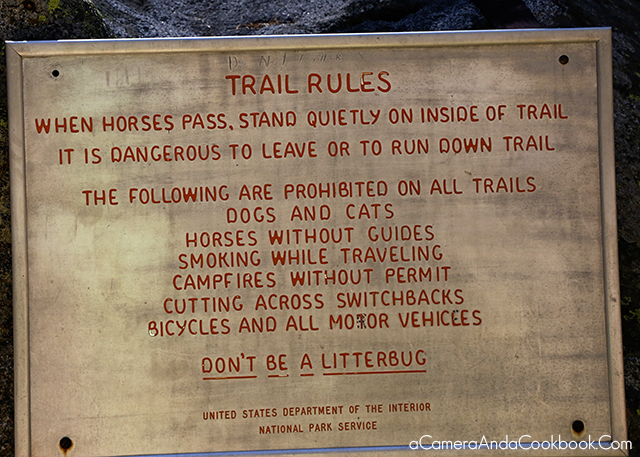 TRAIL RULES
WHEN HORSES PASS, STAND QUIETLY ON INSIDE OF TRAIL
IT IS DANGEROUS TO LEAVE OR TO RUN DOWN TRAIL
THE FOLLOWING ARE PROHIBITED ON ALL TRAILS
DOGS AND CATS
HORSES WITHOUT GUIDES
SMOKING WHILE TRAVELING
CAMPFIRES WITHOUT PERMIT
CUTTING ACROSS SWITCHBACKS
BICYCLES AND ALL MOTOR VEHICLES
DON'T BE A LITTERBUG
UNITED STATES DEPARTMENT OF THE INTERIOR
NATIONAL PARK SERVICE
aCameraAndaCookbook.Com